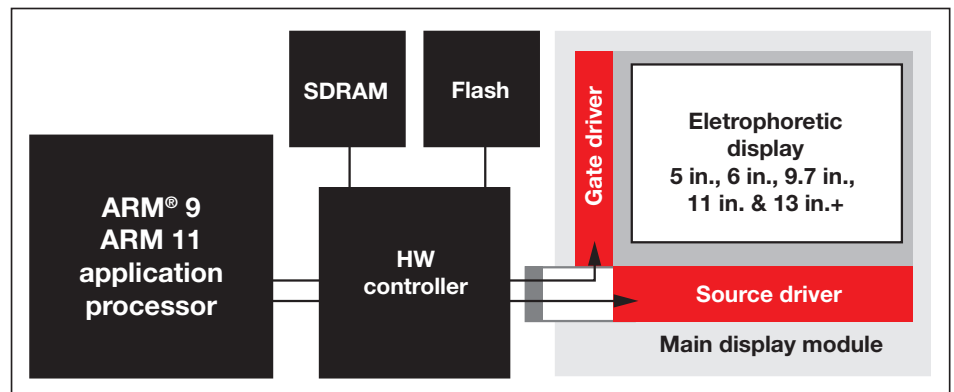 SDRAM
Flash
ARM® 9
ARM 11
application
processor
HW
controller
Gate driver
Eletrophoretic
display
5 in., 6 in., 9.7 in.,
11 in. & 13 in.+
Source driver
Main display module